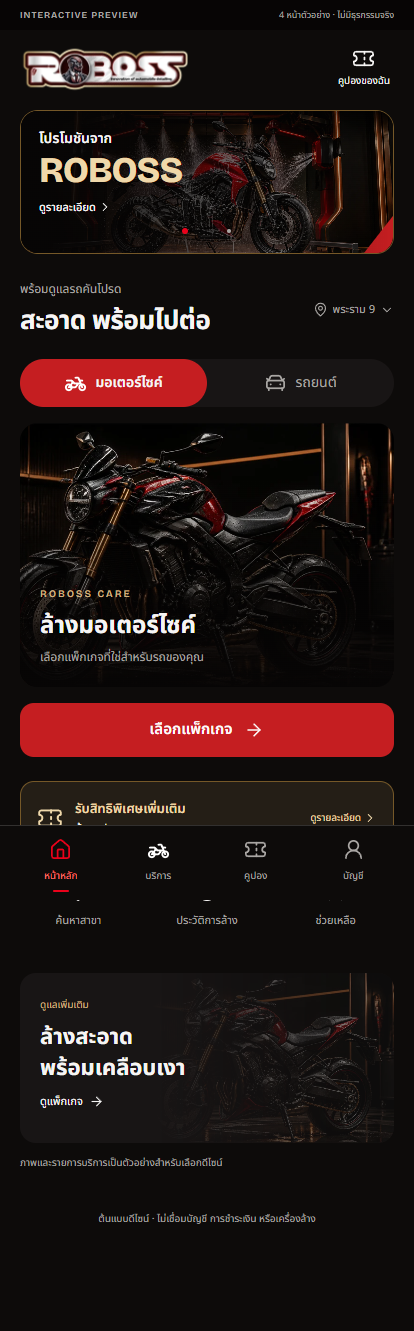 INTERACTIVE PREVIEW
4 หน้าตัวอย่าง · ไม่มีธุรกรรมจริง
ROBOSS
คูปองของฉัน
โปรโมชันจาก
ROBOSS
ดูรายละเอียด
พร้อมดูแลรถคันโปรด
สะอาด พร้อมไปต่อ
พระราม 9
มอเตอร์ไซค์
รถยนต์
ROBOSS CARE
ล้างมอเตอร์ไซค์
เลือกแพ็กเกจที่ใช่สำหรับรถของคุณ
เลือกแพ็กเกจ
รับสิทธิพิเศษเพิ่มเติม
ดูรายละเอียด
หน้าหลัก
บริการ
คูปอง
บัญชี
ค้นหาสาขา
ประวัติการล้าง
ช่วยเหลือ
ดูแลเพิ่มเติม
ล้างสะอาด
พร้อมเคลือบเงา
ดูแพ็กเกจ
ภาพและรายการบริการเป็นตัวอย่างสำหรับเลือกดีไซน์
ต้นแบบดีไซน์ · ไม่เชื่อมบัญชี การชำระเงิน หรือเครื่องล้าง